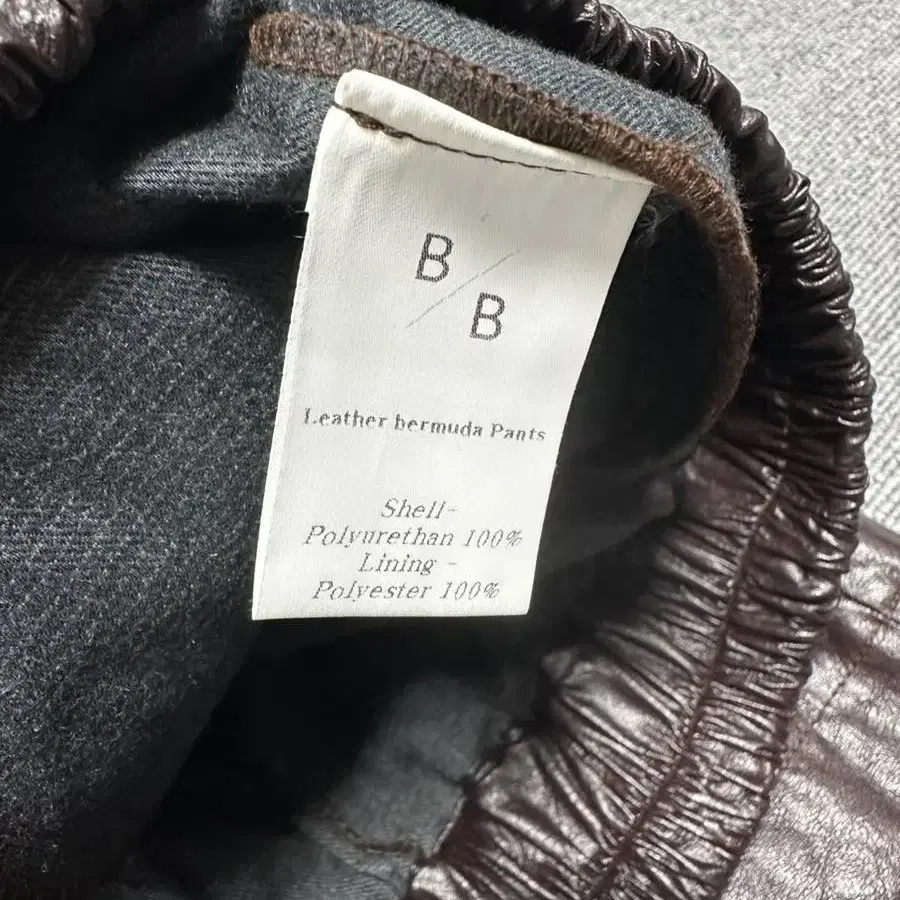 B
B
Leather bermuda Pants
Shell-
Polyurethan 100%
Lining -
Polyester 100%